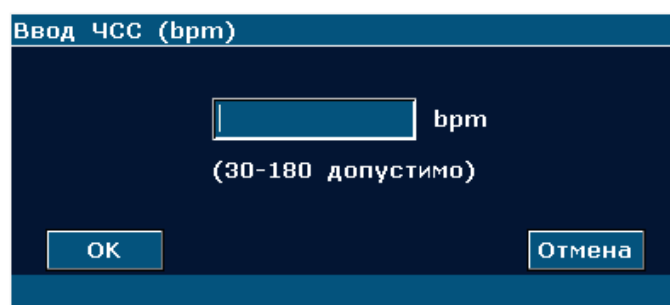 Ввод ЧСС (bpm)
bpm
(30-180 допустимо)
OK
Отмена